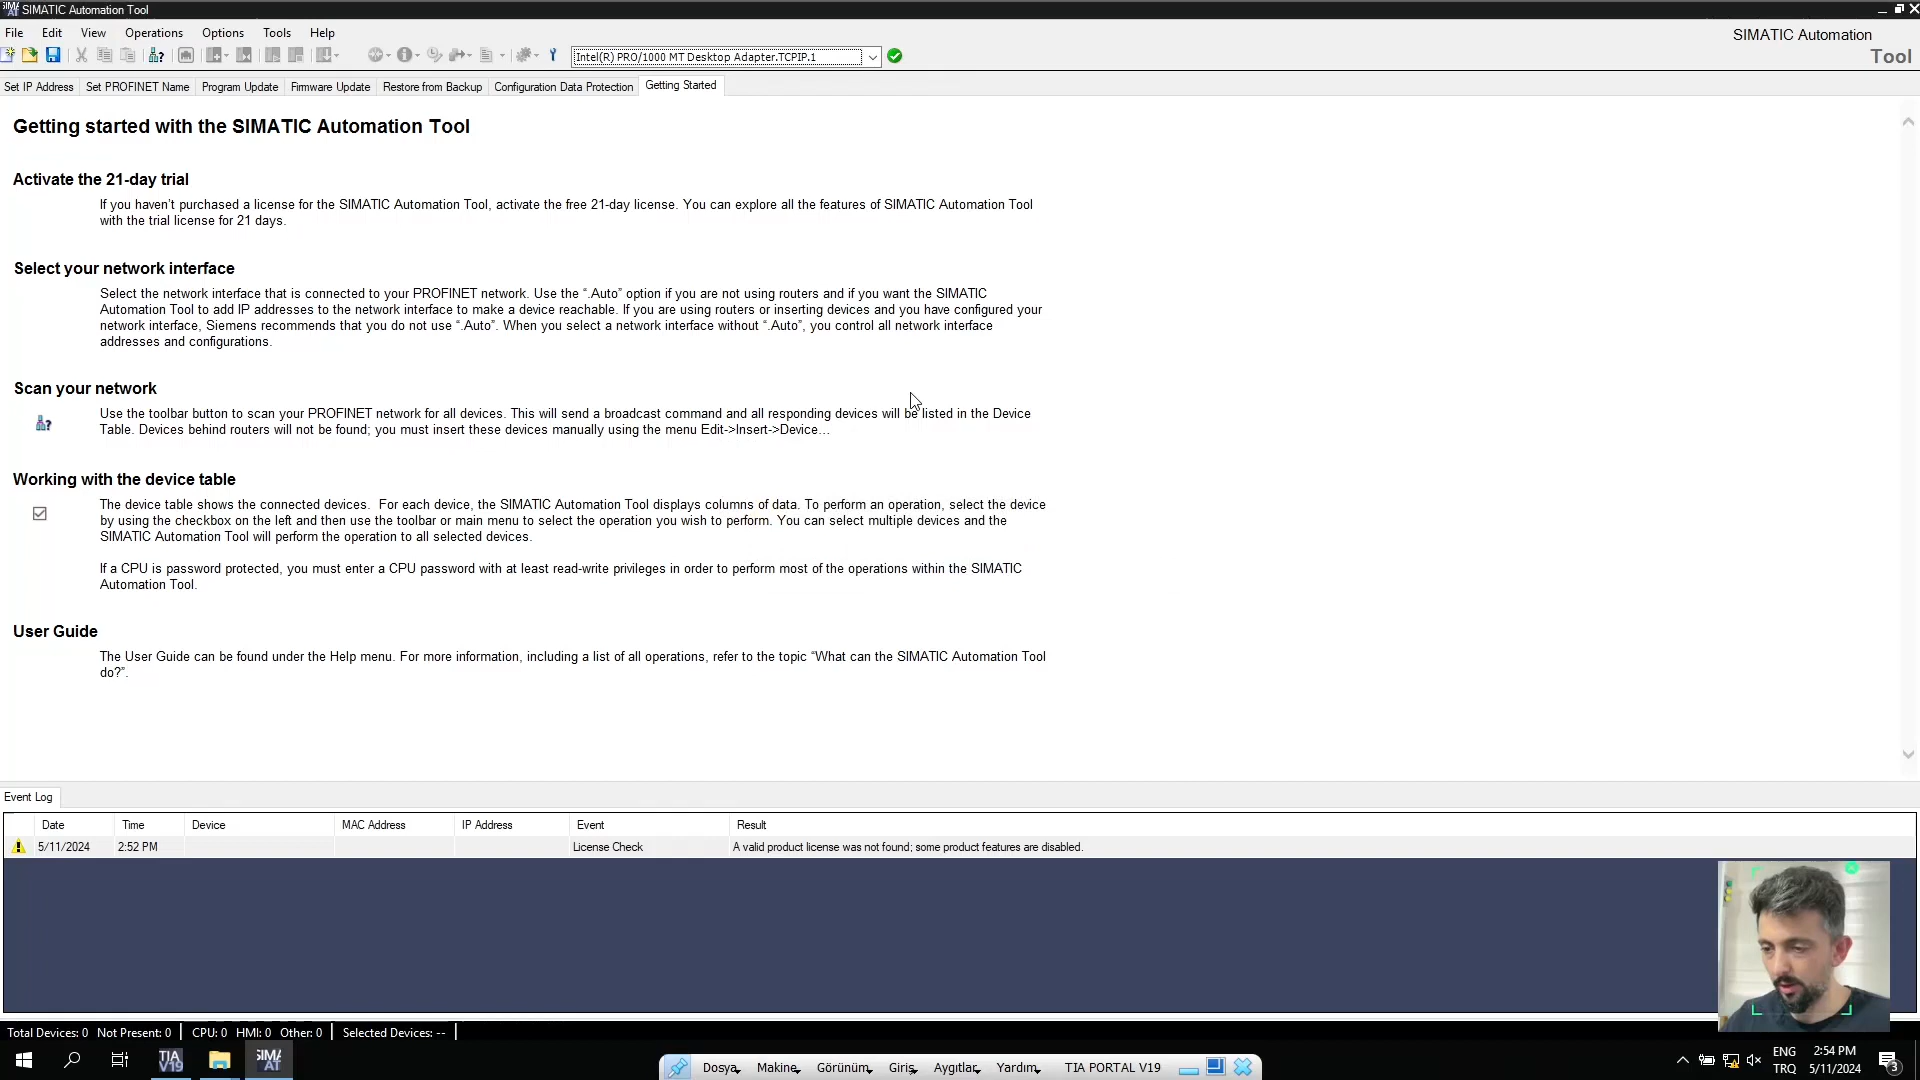 SIMATIC Automation Tool
File Edit View Operations Options Tools Help
SIMATIC Automation
Tool
Intel(R) PRO/1000 MT Desktop Adapter.TCPIP.1
Set IP Address Set PROFINET Name Program Update Firmware Update Restore from Backup Configuration Data Protection Getting Started
Getting started with the SIMATIC Automation Tool
Activate the 21-day trial
If you haven't purchased a license for the SIMATIC Automation Tool, activate the free 21-day license. You can explore all the features of SIMATIC Automation Tool
with the trial license for 21 days.
Select your network interface
Select the network interface that is connected to your PROFINET network. Use the “.Auto” option if you are not using routers and if you want the SIMATIC
Automation Tool to add IP addresses to the network interface to make a device reachable. If you are using routers or inserting devices and you have configured your
network interface, Siemens recommends that you do not use “.Auto”. When you select a network interface without “.Auto”, you control all network interface
addresses and configurations.
Scan your network
Use the toolbar button to scan your PROFINET network for all devices. This will send a broadcast command and all responding devices will be listed in the Device
Table. Devices behind routers will not be found; you must insert these devices manually using the menu Edit->Insert->Device...
Working with the device table
The device table shows the connected devices. For each device, the SIMATIC Automation Tool displays columns of data. To perform an operation, select the device
by using the checkbox on the left and then use the toolbar or main menu to select the operation you wish to perform. You can select multiple devices and the
SIMATIC Automation Tool will perform the operation to all selected devices.
If a CPU is password protected, you must enter a CPU password with at least read-write privileges in order to perform most of the operations within the SIMATIC
Automation Tool.
User Guide
The User Guide can be found under the Help menu. For more information, including a list of all operations, refer to the topic “What can the SIMATIC Automation Tool
do?”.
Event Log
Date Time Device MAC Address IP Address Event Result
5/11/2024 2:52 PM License Check A valid product license was not found; some product features are disabled.
Total Devices: 0 Not Present: 0 CPU: 0 HMI: 0 Other: 0 Selected Devices: --
TIA V19 SIMA AT Dosya Makine Görünüm Giriş Aygıtlar Yardım TIA PORTAL V19 ENG 2:54 PM
TRQ 5/11/2024 3